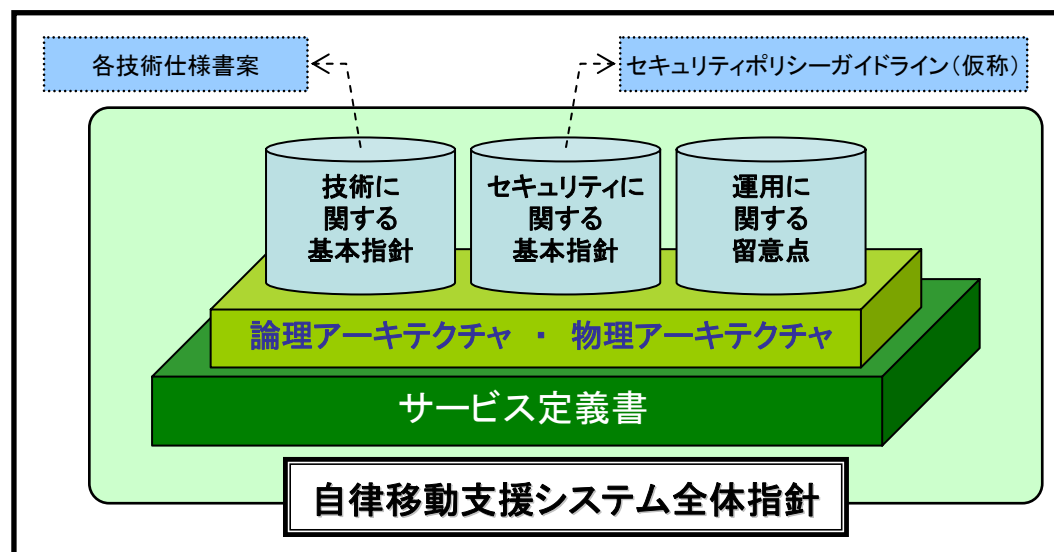 各技術仕様書案
セキュリティポリシーガイドライン(仮称)
技術に
関する
基本指針
セキュリティに
関する
基本指針
運用に
関する
留意点
論理アーキテクチャ ・ 物理アーキテクチャ
サービス定義書
自律移動支援システム全体指針